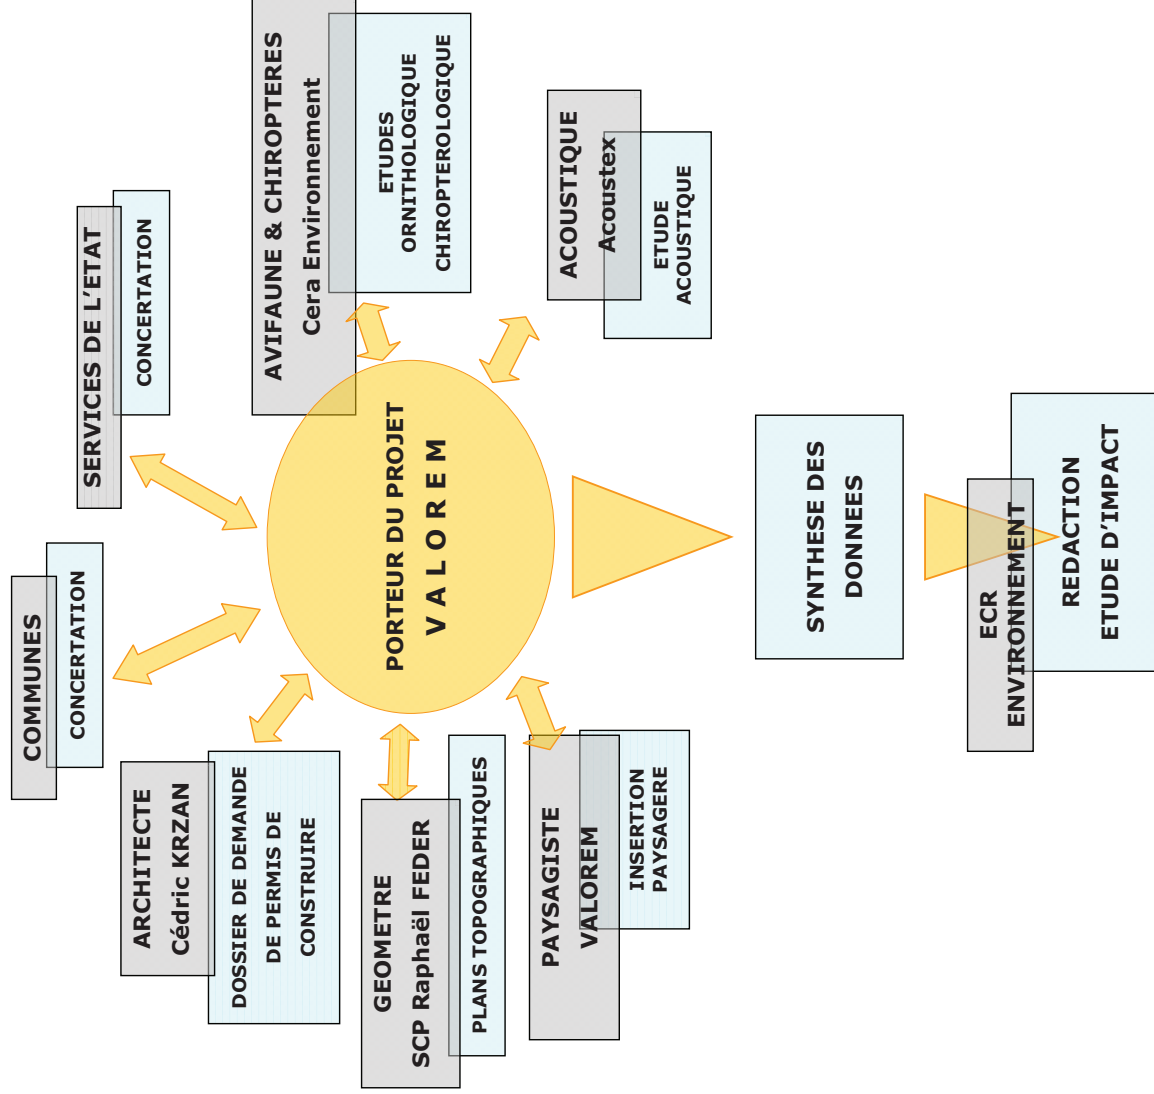 COMMUNES
CONCERTATION
SERVICES DE L'ETAT
CONCERTATION
ARCHITECTE
Cédric KRZAN
DOSSIER DE DEMANDE
DE PERMIS DE
CONSTRUIRE
AVIFAUNE & CHIROPTERES
Cera Environnement
ETUDES
ORNITHOLOGIQUE
CHIROPTEROLOGIQUE
GEOMETRE
SCP Raphaël FEDER
PLANS TOPOGRAPHIQUES
PORTEUR DU PROJET
V A L O R E M
PAYSAGISTE
VALOREM
INSERTION
PAYSAGERE
ACOUSTIQUE
Acoustex
ETUDE
ACOUSTIQUE
SYNTHESE DES
DONNEES
ECR
ENVIRONNEMENT
REDACTION
ETUDE D'IMPACT